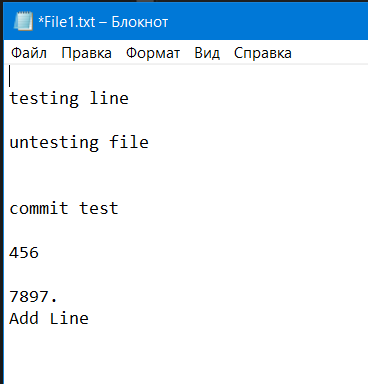 *File1.txt – Блокнот
Файл Правка Формат Вид Справка
testing line
untesting file
commit test
456
7897.
Add Line